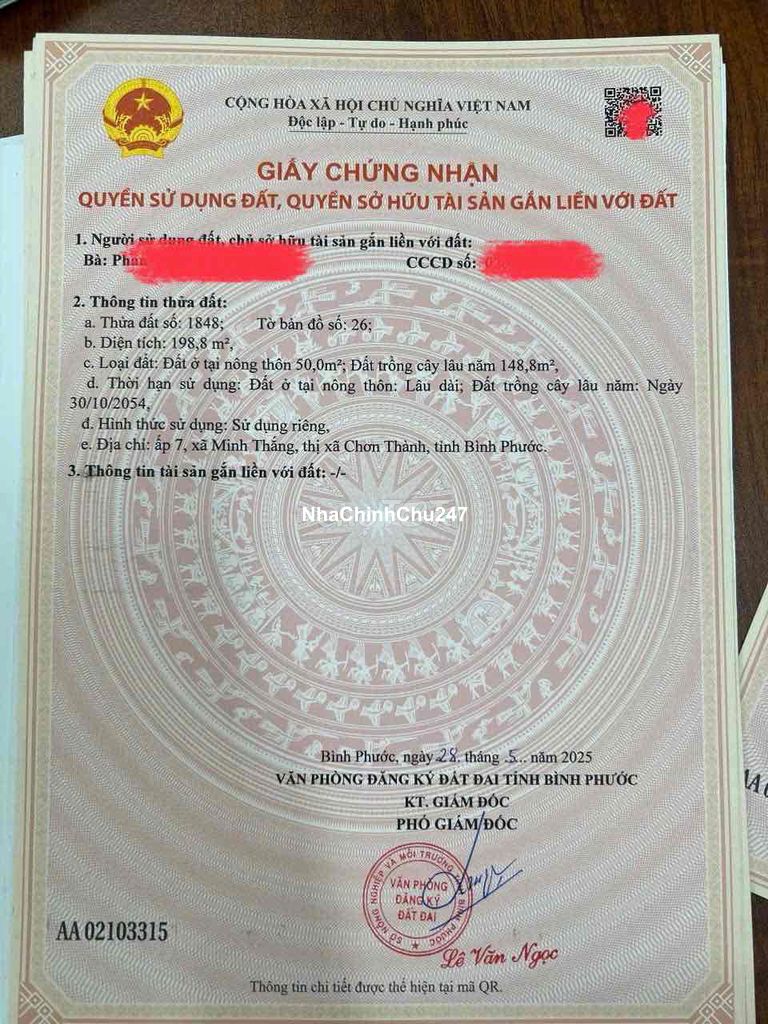 CỘNG HÒA XÃ HỘI CHỦ NGHĨA VIỆT NAM
Độc lập - Tự do - Hạnh phúc
GIẤY CHỨNG NHẬN
QUYỀN SỬ DỤNG ĐẤT, QUYỀN SỞ HỮU TÀI SẢN GẮN LIỀN VỚI ĐẤT
1. Người sử dụng đất, chủ sở hữu tài sản gắn liền với đất:
Bà: CCCD số:
2. Thông tin thửa đất:
a. Thửa đất số: 1848; Tờ bản đồ số: 26;
b. Diện tích: 198,8 m²,
c. Loại đất: Đất ở tại nông thôn 50,0m²; Đất trồng cây lâu năm 148,8m²,
d. Thời hạn sử dụng: Đất ở tại nông thôn: Lâu dài; Đất trồng cây lâu năm: Ngày
30/10/2054,
đ. Hình thức sử dụng: Sử dụng riêng,
e. Địa chỉ: ấp 7, xã Minh Thắng, thị xã Chơn Thành, tỉnh Bình Phước.
3. Thông tin tài sản gắn liền với đất: -/-
NhaChinhChu247
Bình Phước, ngày 28 tháng 5 năm 2025
VĂN PHÒNG ĐĂNG KÝ ĐẤT ĐAI TỈNH BÌNH PHƯỚC
KT. GIÁM ĐỐC
PHÓ GIÁM ĐỐC
SỞ NÔNG NGHIỆP VÀ MÔI TRƯỜNG BÌNH PHƯỚC
VĂN PHÒNG
ĐĂNG KÝ
ĐẤT ĐAI
AA 02103315
Lê Văn Ngọc
Thông tin chi tiết được thể hiện tại mã QR.